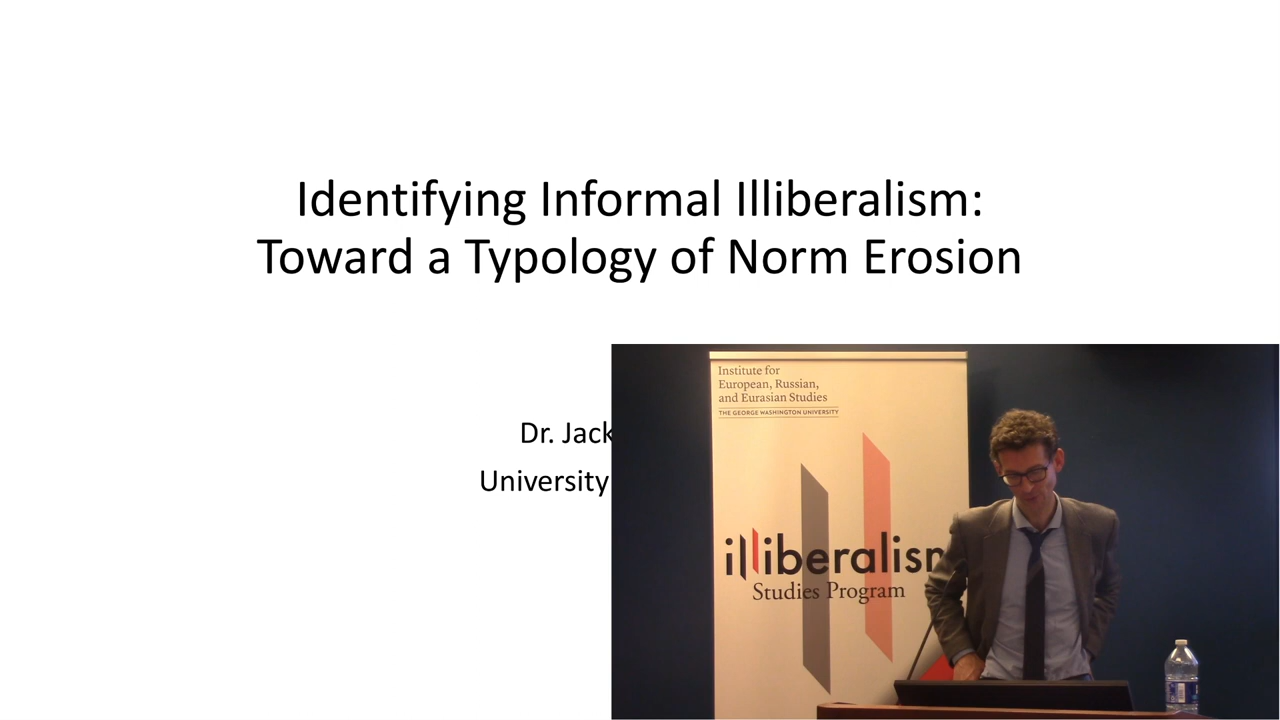 Identifying Informal Illiberalism:
Toward a Typology of Norm Erosion
Dr. Jack
University
Institute for
European, Russian,
and Eurasian Studies
THE GEORGE WASHINGTON UNIVERSITY
illiberalism
Studies Program